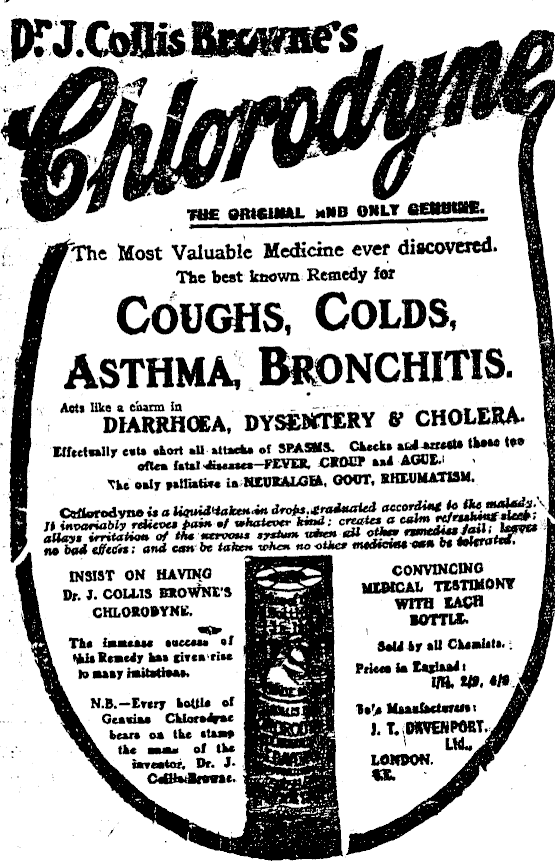 Dr. J. Collis Browne's
Chlorodyne
THE ORIGINAL AND ONLY GENUINE.
The Most Valuable Medicine ever discovered.
The best known Remedy for
COUGHS, COLDS,
ASTHMA, BRONCHITIS.
Acts like a charm in
DIARRHOEA, DYSENTERY & CHOLERA.
Effectually cuts short all attacks of SPASMS. Checks and arrests those too
often fatal diseases—FEVER, CROUP and AGUE.
The only palliative in NEURALGEA, GOUT, RHEUMATISM.
Chlorodyne is a liquid taken in drops, graduated according to the malady.
It invariably relieves pain of whatever kind; creates a calm refreshing sleep;
allays irritation of the nervous system when all other remedies fail; leaves
no bad effects; and can be taken when no other medicine can be tolerated.
INSIST ON HAVING
Dr. J. COLLIS BROWNE'S
CHLORODYNE.
The immense success of
this Remedy has given rise
to many imitations.
N.B.—Every bottle of
Genuine Chlorodyne
bears on the stamp
the name of the
inventor, Dr. J.
Collis Browne.
CONVINCING
MEDICAL TESTIMONY
WITH EACH
BOTTLE.
Sold by all Chemists.
Prices in England:
2/9,
Manufacturers:
J. T. DAVENPORT,
Ltd.,
LONDON.
S.E.